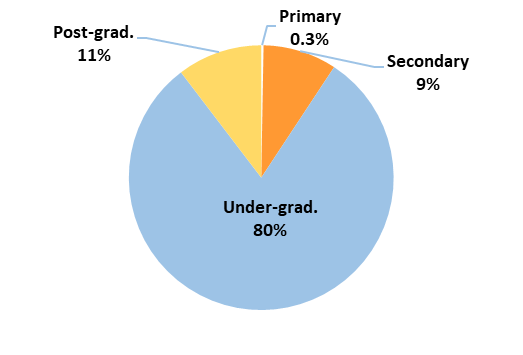 Primary
0.3%
Post-grad.
11%
Secondary
9%
Under-grad.
80%